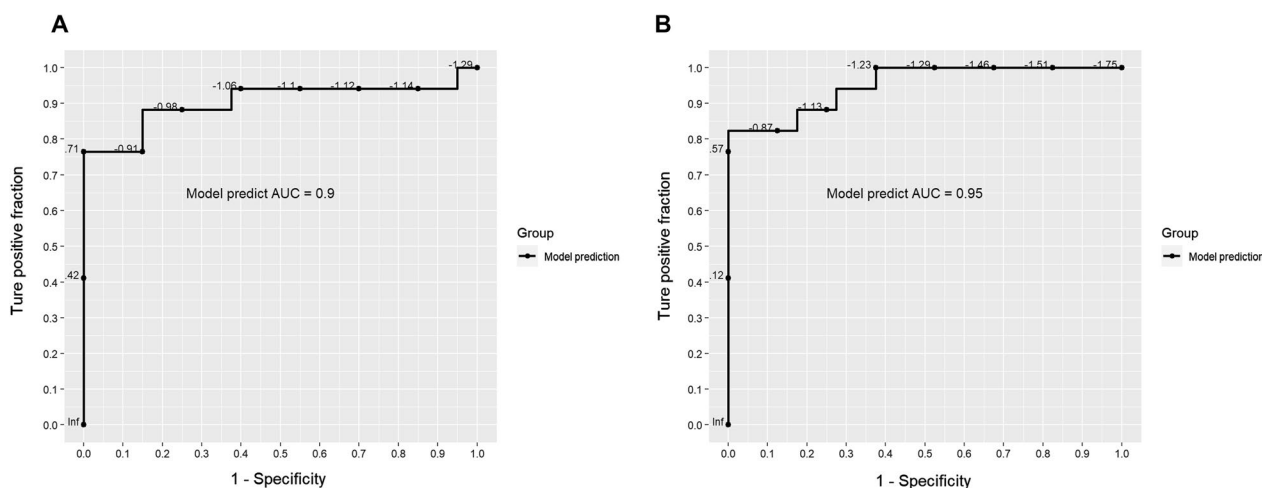 A
1.0
0.9
0.8
0.7
0.6
0.5
0.4
0.3
0.2
0.1
0.0
Ture positive fraction
-1.29
-1.06
-1.1
-1.12
-1.14
-0.98
.71
-0.91
Model predict AUC = 0.9
.42
Inf
0.0 0.1 0.2 0.3 0.4 0.5 0.6 0.7 0.8 0.9 1.0
1 - Specificity
Group
Model prediction
B
1.0
0.9
0.8
0.7
0.6
0.5
0.4
0.3
0.2
0.1
0.0
Ture positive fraction
-1.23
-1.29
-1.46
-1.51
-1.75
-1.13
-0.87
.57
Model predict AUC = 0.95
.12
0.0 0.1 0.2 0.3 0.4 0.5 0.6 0.7 0.8 0.9 1.0
Inf
1 - Specificity
Group
Model prediction